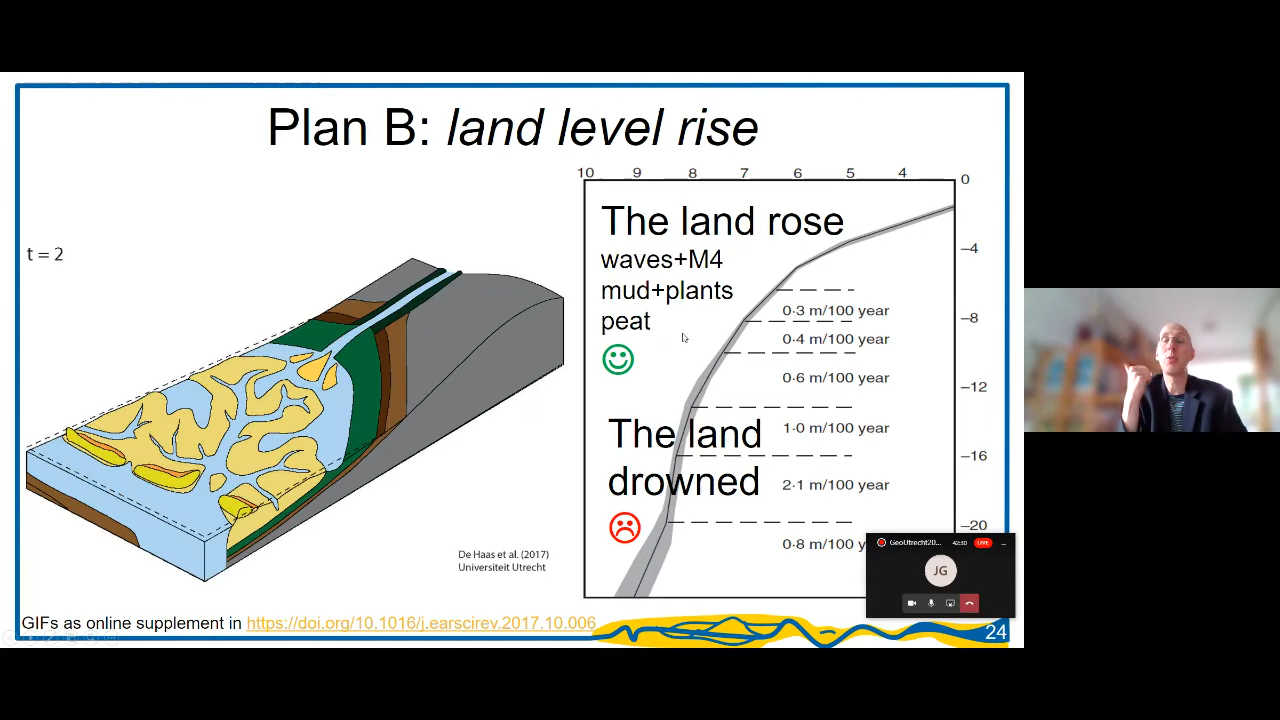 Plan B: land level rise
t = 2
10 9 8 7 6 5 4
0
The land rose
waves+M4
mud+plants
peat
−4
0·3 m/100 year
−8
0·4 m/100 year
0·6 m/100 year
−12
The land
drowned
1·0 m/100 year
−16
2·1 m/100 year
−20
0·8 m/100 y
De Haas et al. (2017)
Universiteit Utrecht
GeoUtrecht20... 42:30 LIVE
JG
GIFs as online supplement in https://doi.org/10.1016/j.earscirev.2017.10.006
24